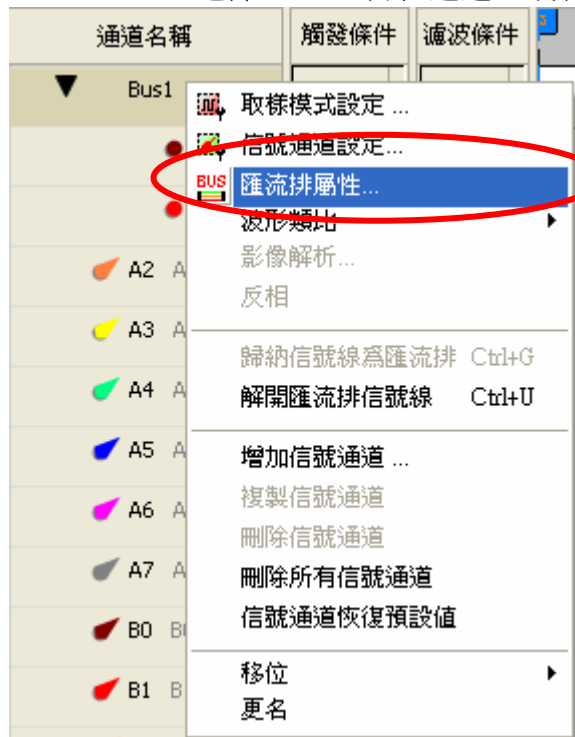 通道名稱 觸發條件 濾波條件
Bus1
取樣模式設定 ...
信號通道設定...
BUS 匯流排屬性...
波形類比
A2 A 影像解析...
反相
A3 A
歸納信號線爲匯流排 Ctrl+G
A4 A 解開匯流排信號線 Ctrl+U
A5 A 增加信號通道 ...
複製信號通道
A6 A
刪除信號通道
A7 A 刪除所有信號通道
B0 B 信號通道恢復預設值
移位
B1 B
更名